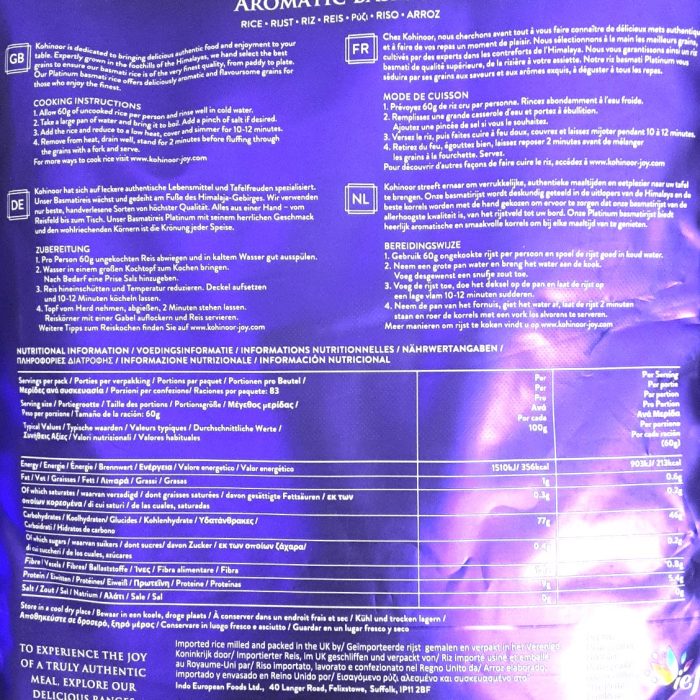 AROMATIC
RICE • RUST • RIZ • REIS • ΡΥΖΙ • RISO • ARROZ
GB
Kohinoor is dedicated to bringing delicious authentic food and enjoyment to your
table. Expertly grown in the foothills of the Himalayas, we hand select the best
grains to ensure our basmati rice is of the very finest quality, from paddy to plate.
Our Platinum basmati rice offers deliciously aromatic and flavoursome grains for
those who enjoy the finest.
COOKING INSTRUCTIONS
1. Allow 60g of uncooked rice per person and rinse well in cold water.
2. Take a large pan of water and bring it to boil. Add a pinch of salt if desired.
3. Add the rice and reduce to a low heat, cover and simmer for 10-12 minutes.
4. Remove from heat, drain well, stand for 2 minutes before fluffing through
the grains with a fork and serve.
For more ways to cook rice visit www.kohinoor-joy.com
FR
Chez Kohinoor, nous cherchons avant tout à vous faire connaître de délicieux mets authentiques
et à faire de vos repas un moment de plaisir. Nous sélectionnons à la main les meilleurs grains
cultivés par des experts dans les contreforts de l'Himalaya. Nous vous garantissons ainsi un riz
basmati de qualité supérieure, de la rizière à votre assiette. Notre riz basmati Platinum vous
séduira par ses grains aux saveurs et aux arômes exquis, à déguster à tous les repas.
MODE DE CUISSON
1. Prévoyez 60g de riz cru par personne. Rincez abondamment à l'eau froide.
2. Remplissez une grande casserole d'eau et portez à ébullition.
Ajoutez une pincée de sel si vous le souhaitez.
3. Versez le riz, puis faites cuire à feu doux, couvrez et laissez mijoter pendant 10 à 12 minutes.
4. Retirez du feu, égouttez bien, laissez reposer 2 minutes avant de mélanger
les grains à la fourchette. Servez.
Pour découvrir d'autres façons de faire cuire le riz, accédez à www.kohinoor-joy.com
DE
Kohinoor hat sich auf leckere authentische Lebensmittel und Tafelfreuden spezialisiert.
Unser Basmatireis wächst und gedeiht am Fuße des Himalaja-Gebirges. Wir verwenden
nur beste, handverlesene Sorten von höchster Qualität. Alles aus einer Hand – vom
Reisfeld bis zum Tisch. Unser Basmatireis Platinum mit seinem herrlichen Geschmack
und den wohlriechenden Körnern ist die Krönung jeder Speise.
ZUBEREITUNG
1. Pro Person 60g ungekochten Reis abwiegen und in kaltem Wasser gut ausspülen.
2. Wasser in einem großen Kochtopf zum Kochen bringen.
Nach Bedarf eine Prise Salz hinzugeben.
3. Reis hineinschütten und Temperatur reduzieren. Deckel aufsetzen
und 10-12 Minuten köcheln lassen.
4. Topf vom Herd nehmen, abgießen, 2 Minuten stehen lassen.
Reiskörner mit einer Gabel auflockern und Reis servieren.
Weitere Tipps zum Reiskochen finden Sie auf www.kohinoor-joy.com
NL
Kohinoor streeft ernaar om verrukkelijke, authentieke maaltijden en eetplezier naar uw tafel
te brengen. Onze basmatirijst wordt deskundig geteeld in de uitlopers van de Himalaya en de
beste korrels worden met de hand gekozen om ervoor te zorgen dat onze basmatirijst van de
allerhoogste kwaliteit is, van het rijstveld tot uw bord. Onze Platinum basmatirijst biedt
heerlijk aromatische en smaakvolle korrels om bij elke maaltijd van te genieten.
BEREIDINGSWIJZE
1. Gebruik 60g ongekookte rijst per persoon en spoel de rijst goed in koud water.
2. Neem een grote pan water en breng het water aan de kook.
Voeg desgewenst een snufje zout toe.
3. Voeg de rijst toe, doe het deksel op de pan en laat de rijst op
een lage vlam 10-12 minuten sudderen.
4. Neem de pan van het fornuis, giet het water af, laat de rijst 2 minuten
staan en roer de korrels met een vork los alvorens te serveren.
Meer manieren om rijst te koken vindt u op www.kohinoor-joy.com
NUTRITIONAL INFORMATION / VOEDINGSINFORMATIE / INFORMATIONS NUTRITIONNELLES / NÄHRWERTANGABEN /
ΠΛΗΡΟΦΟΡΙΕΣ ΔΙΑΤΡΟΦΗΣ / INFORMAZIONE NUTRIZIONALE / INFORMACIÓN NUTRICIONAL
Servings per pack / Porties per verpakking / Portions par paquet / Portionen pro Beutel /
Μερίδες ανά συσκευασία / Porzioni per confezione / Raciones por paquete: 83
Serving size / Portiegrootte / Taille des portions / Portionsgröße / Μέγεθος μερίδας /
Peso per porzione / Tamaño de la ración: 60g
Typical Values / Typische waarden / Valeurs typiques / Durchschnittliche Werte /
Συνήθεις Αξίες / Valori nutrizionali / Valores habituales
Per
Per
Pro
Ανά
Por cada
100g
Per Serving
Per portie
Par portion
Pro Portion
Ανά Μερίδα
Per porzione
Por cada ración
(60g)
Energy / Energie / Énergie / Brennwert / Ενέργεια / Valore energetico / Valor energético 1510kJ/ 356kcal 903kJ/ 213kcal
Fat / Vet / Graisses / Fett / Λιπαρά / Grassi / Grasas 1g 0.6g
Of which saturates / waarvan verzadigd / dont graisses saturées / davon gesättigte Fettsäuren / εκ των
οποίων κορεσμένα / di cui saturi / de las cuales, saturadas 0.3g 0.2g
Carbohydrates / Koolhydraten / Glucides / Kohlenhydrate / Υδατάνθρακες /
Carboidrati / Hidratos de carbono 77g 46g
Of which sugars / waarvan suikers / dont sucres / davon Zucker / εκ των οποίων ζάχαρα/
di cui zuccheri / de los cuales, azúcares 0.2g
Fibre / Vezels / Fibres / Ballaststoffe / Ίνες / Fibra alimentare / Fibra 0.8g
Protein / Eiwitten / Protéines / Eiweiß / Πρωτεΐνη / Proteine / Proteínas 9g 5.4g
Salt / Zout / Sel / Natrium / Αλάτι / Sale / Sal 0g 0g
Store in a cool dry place / Bewaar in een koele, droge plaats / À conserver dans un endroit frais et sec / Kühl und trocken lagern /
Αποθηκεύστε σε δροσερό, ξηρό μέρος / Conservare in luogo fresco e asciutto / Guardar en un lugar fresco y seco
TO EXPERIENCE THE JOY
OF A TRULY AUTHENTIC
MEAL, EXPLORE OUR
DELICIOUS RANGES
Imported rice milled and packed in the UK by/ Geïmporteerde rijst gemalen en verpakt in het Verenigd
Koninkrijk door/ Importierter Reis, im UK geschliffen und verpackt von/ Riz importé usiné et emballé
au Royaume-Uni par/ Riso importato, lavorato e confezionato nel Regno Unito da/ Arroz elaborado,
importado y envasado en Reino Unido por/ Εισαγόμενο ρύζι αλεσμένο και συσκευασμένο στο
Indo European Foods Ltd., 40 Langer Road, Felixstowe, Suffolk, IP11 2BF
joy